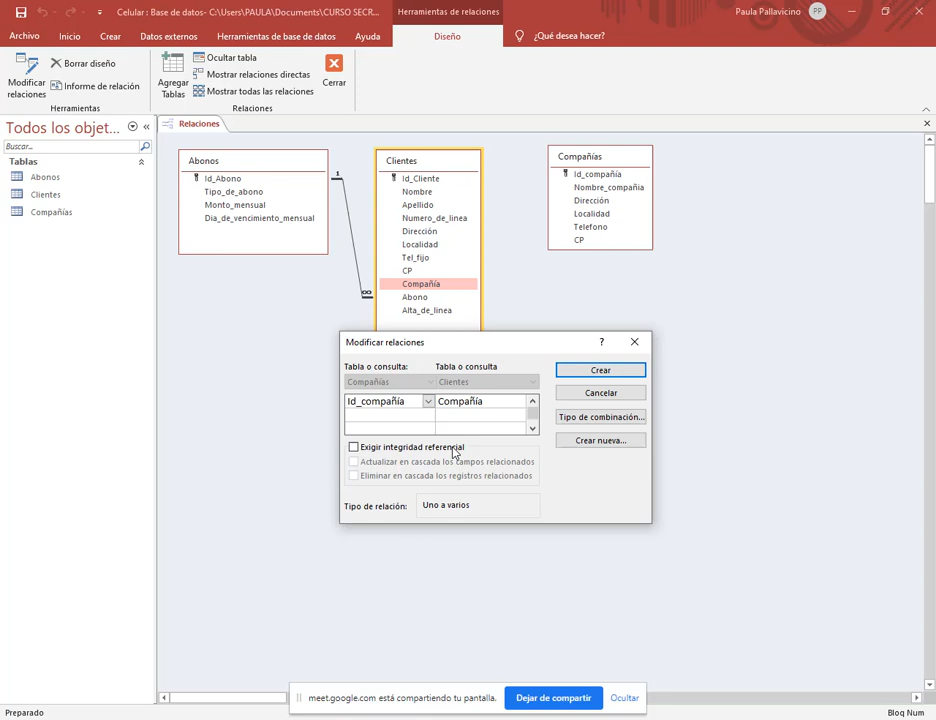 Celular : Base de datos- C:\Users\PAULA\Documents\CURSO SECR...
Herramientas de relaciones
Paula Pallavicino
PP
Archivo
Inicio
Crear
Datos externos
Herramientas de base de datos
Ayuda
Diseño
¿Qué desea hacer?
Modificar
relaciones
Borrar diseño
Informe de relación
Herramientas
Agregar
Tablas
Ocultar tabla
Mostrar relaciones directas
Mostrar todas las relaciones
Relaciones
Cerrar
Todos los objet...
Buscar...
Tablas
Abonos
Clientes
Compañías
Relaciones
Abonos
Id_Abono
Tipo_de_abono
Monto_mensual
Dia_de_vencimiento_mensual
1
∞
Clientes
Id_Cliente
Nombre
Apellido
Numero_de_linea
Dirección
Localidad
Tel_fijo
CP
Compañía
Abono
Alta_de_linea
Compañías
Id_compañía
Nombre_compañia
Dirección
Localidad
Telefono
CP
Modificar relaciones
?
Tabla o consulta:
Tabla o consulta
Compañías
Clientes
Id_compañía
Compañía
Exigir integridad referencial
Actualizar en cascada los campos relacionados
Eliminar en cascada los registros relacionados
Tipo de relación:
Uno a varios
Crear
Cancelar
Tipo de combinación...
Crear nueva...
meet.google.com está compartiendo tu pantalla.
Dejar de compartir
Ocultar
Preparado
Bloq Num